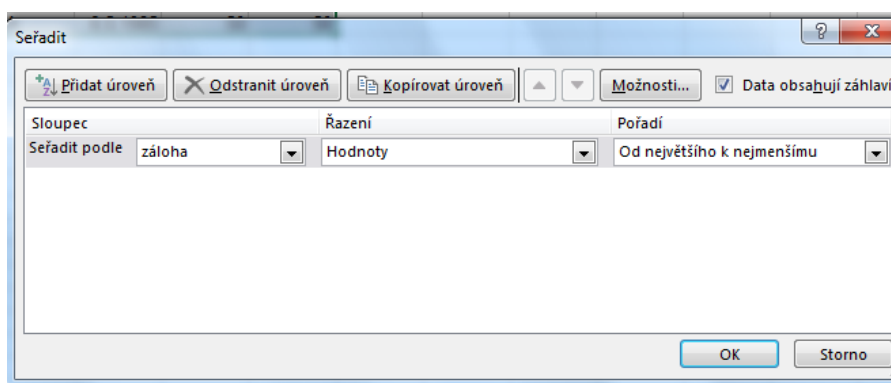 Seřadit
Přidat úroveň Odstranit úroveň Kopírovat úroveň Možnosti... Data obsahují záhlaví
Sloupec Řazení Pořadí
Seřadit podle záloha Hodnoty Od největšího k nejmenšímu
OK Storno